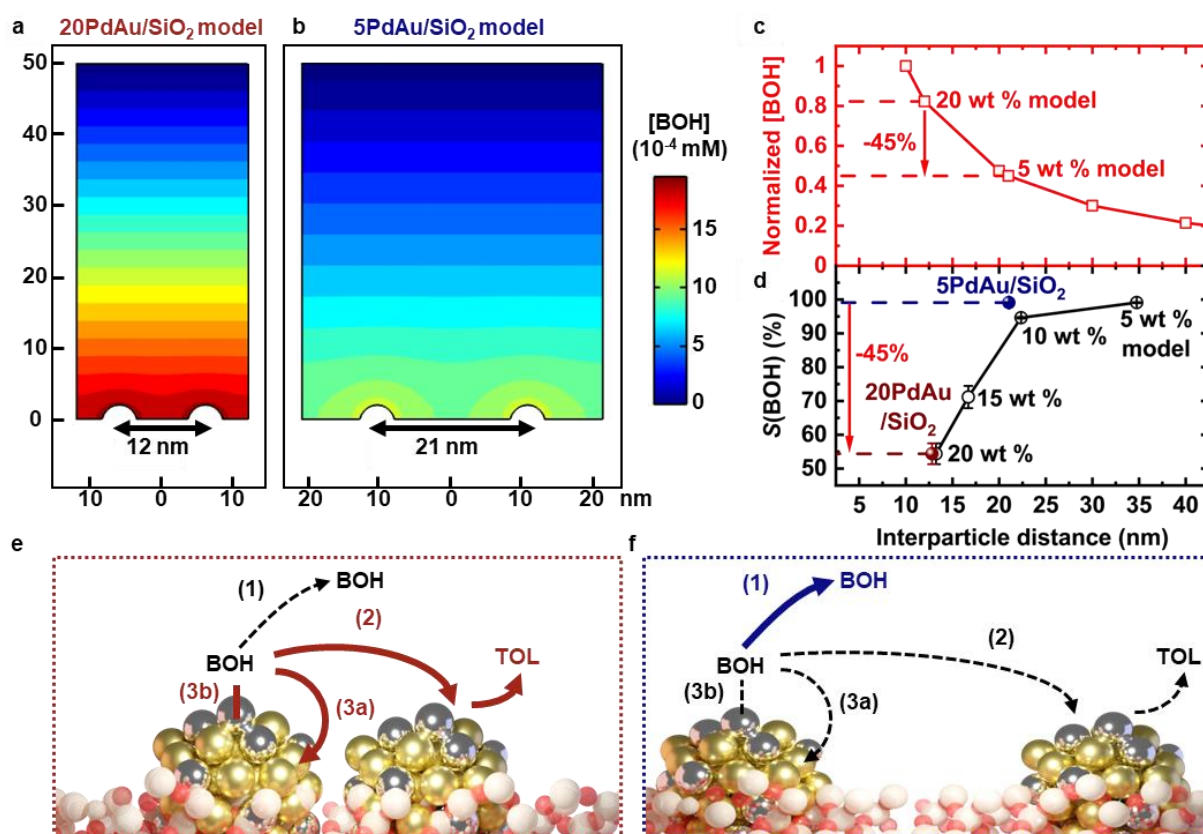 a
20PdAu/SiO2 model
b
5PdAu/SiO2 model
50
40
30
20
10
0
12 nm
21 nm
10 0 10
20 10 0 10 20 nm
[BOH]
(10-4 mM)
15
10
5
0
c
Normalized [BOH]
1
0.8
0.6
0.4
0.2
0
20 wt % model
-45%
5 wt % model
d
S(BOH) (%)
100
90
80
70
60
50
5PdAu/SiO2
-45%
10 wt %
5 wt %
model
20PdAu
/SiO2
15 wt %
20 wt %
5 10 15 20 25 30 35 40
Interparticle distance (nm)
e
(1)
BOH
(2)
BOH
TOL
(3b)
(3a)
f
(1)
BOH
(2)
BOH
TOL
(3b)
(3a)